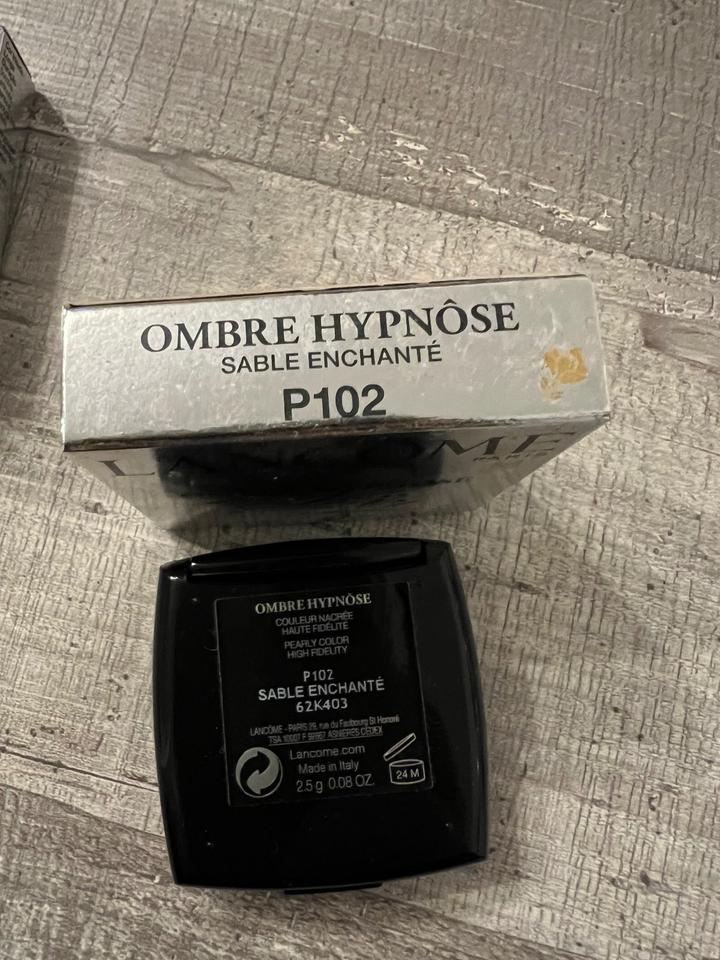 OMBRE HYPNÔSE
SABLE ENCHANTÉ
P102
LANCÔME
PARIS
OMBRE HYPNÔSE
COULEUR NACRÉE
HAUTE FIDÉLITÉ
PEARLY COLOR
HIGH FIDELITY
P102
SABLE ENCHANTÉ
62K403
LANCÔME - PARIS 29, rue du Faubourg St Honoré
TSA 10007 F 92667 ASNIERES CEDEX
Lancome.com
Made in Italy
2.5 g 0.08 OZ.
24 M